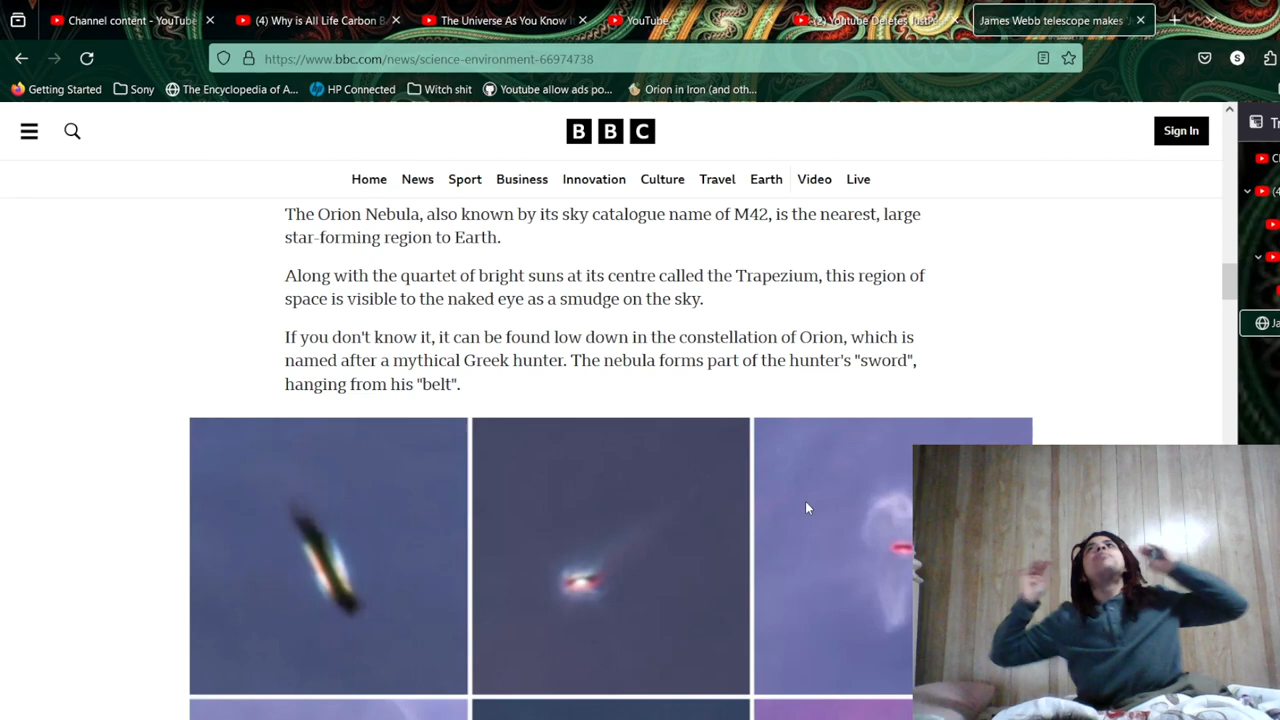 Channel content - YouTube
(4) Why is All Life Carbon B
The Universe As You Know I
YouTube
(2) Youtube Deletes JustP
James Webb telescope makes 'J
https://www.bbc.com/news/science-environment-66974738
S
Getting Started
Sony
The Encyclopedia of A...
HP Connected
Witch shit
Youtube allow ads po...
Orion in Iron (and oth...
BBC
Sign In
Home
News
Sport
Business
Innovation
Culture
Travel
Earth
Video
Live
The Orion Nebula, also known by its sky catalogue name of M42, is the nearest, large
star-forming region to Earth.
Along with the quartet of bright suns at its centre called the Trapezium, this region of
space is visible to the naked eye as a smudge on the sky.
If you don't know it, it can be found low down in the constellation of Orion, which is
named after a mythical Greek hunter. The nebula forms part of the hunter's "sword",
hanging from his "belt".